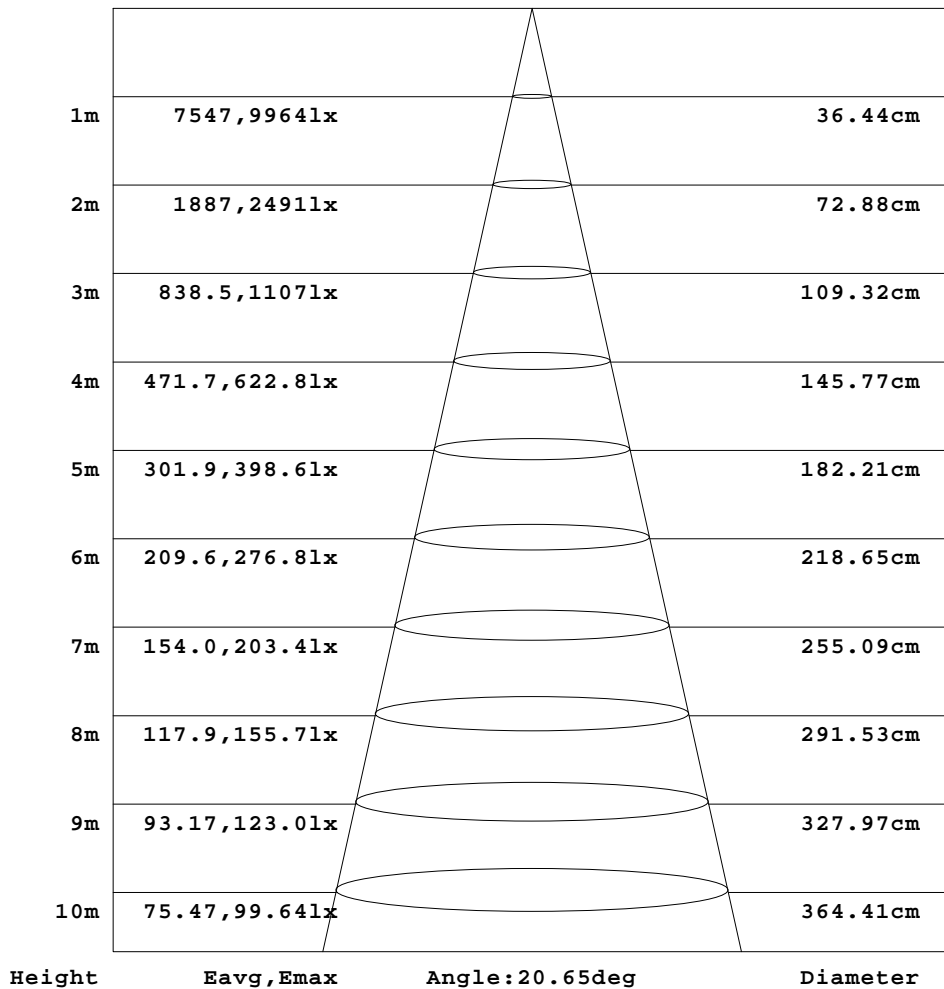 1m 7547,9964lx 36.44cm
2m 1887,2491lx 72.88cm
3m 838.5,1107lx 109.32cm
4m 471.7,622.8lx 145.77cm
5m 301.9,398.6lx 182.21cm
6m 209.6,276.8lx 218.65cm
7m 154.0,203.4lx 255.09cm
8m 117.9,155.7lx 291.53cm
9m 93.17,123.0lx 327.97cm
10m 75.47,99.64lx 364.41cm
Height Eavg,Emax Angle:20.65deg Diameter